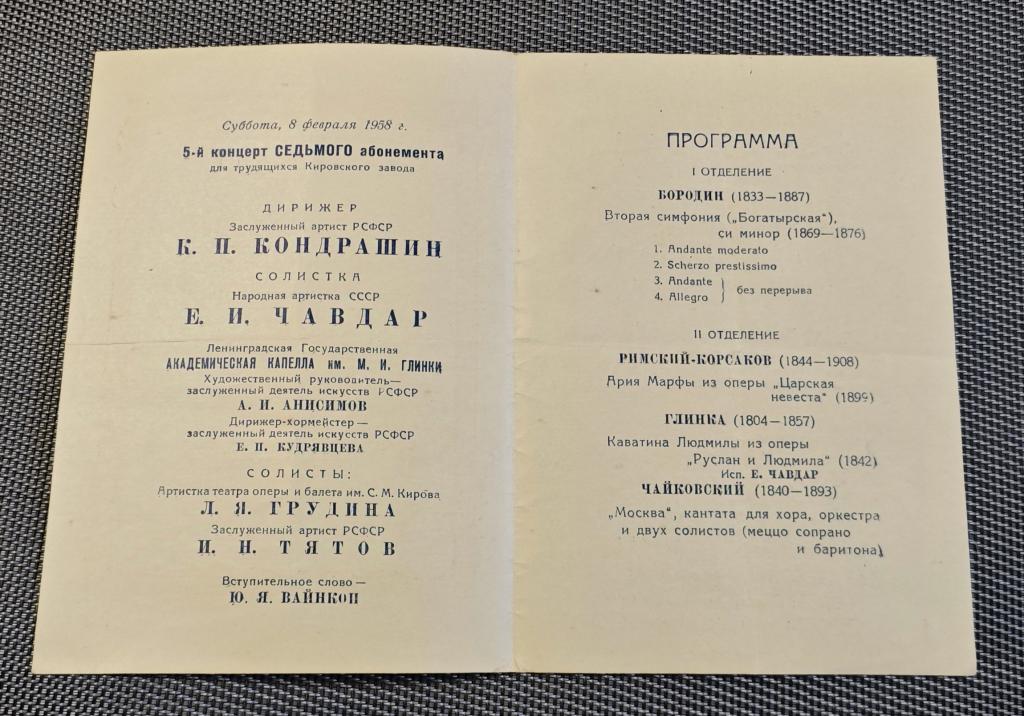 Суббота, 8 февраля 1958 г.
5-й концерт СЕДЬМОГО абонемента
для трудящихся Кировского завода
ДИРИЖЕР
Заслуженный артист РСФСР
К. П. КОНДРАШИН
СОЛИСТКА
Народная артистка СССР
Е. И. ЧАВДАР
Ленинградская Государственная
АКАДЕМИЧЕСКАЯ КАПЕЛЛА им. М. И. ГЛИНКИ
Художественный руководитель—
заслуженный деятель искусств РСФСР
А. И. АНИСИМОВ
Дирижер-хормейстер—
заслуженный деятель искусств РСФСР
Е. П. КУДРЯВЦЕВА
СОЛИСТЫ:
Артистка театра оперы и балета им. С. М. Кирова
Л. Я. ГРУДИНА
Заслуженный артист РСФСР
И. Н. ТЯТОВ
Вступительное слово—
Ю. Я. ВАЙНКОП
ПРОГРАММА
I ОТДЕЛЕНИЕ
БОРОДИН (1833—1887)
Вторая симфония („Богатырская“),
си минор (1869—1876)
1. Andante moderato
2. Scherzo prestissimo
3. Andante
4. Allegro
без перерыва
II ОТДЕЛЕНИЕ
РИМСКИЙ-КОРСАКОВ (1844—1908)
Ария Марфы из оперы „Царская
невеста“ (1899)
ГЛИНКА (1804—1857)
Каватина Людмилы из оперы
„Руслан и Людмила“ (1842)
Исп. Е. ЧАВДАР
ЧАЙКОВСКИЙ (1840—1893)
„Москва“, кантата для хора, оркестра
и двух солистов (меццо сопрано
и баритона)